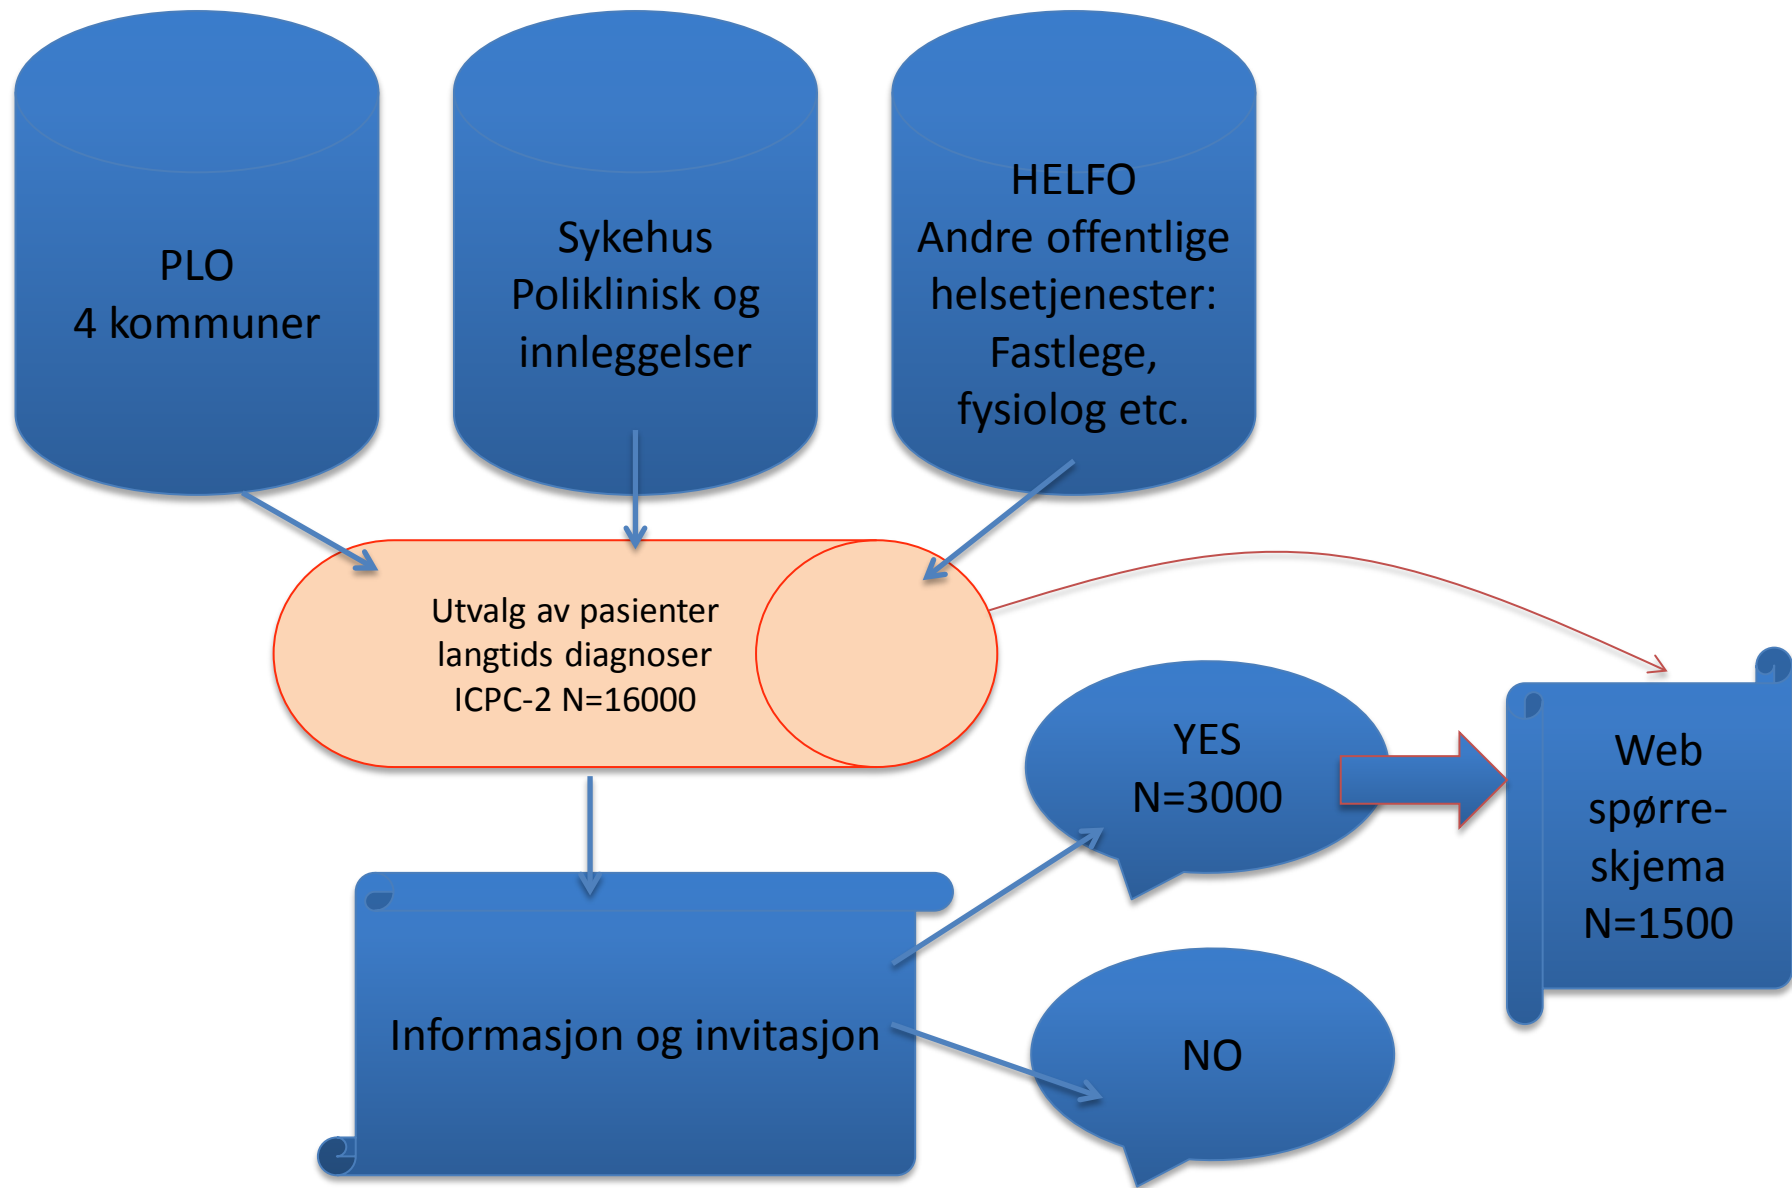 PLO
4 kommuner
Sykehus
Poliklinisk og
innleggelser
HELFO
Andre offentlige
helsetjenester:
Fastlege,
fysiolog etc.
Utvalg av pasienter
langtids diagnoser
ICPC-2 N=16000
YES
N=3000
Web
spørre-
skjema
N=1500
Informasjon og invitasjon
NO